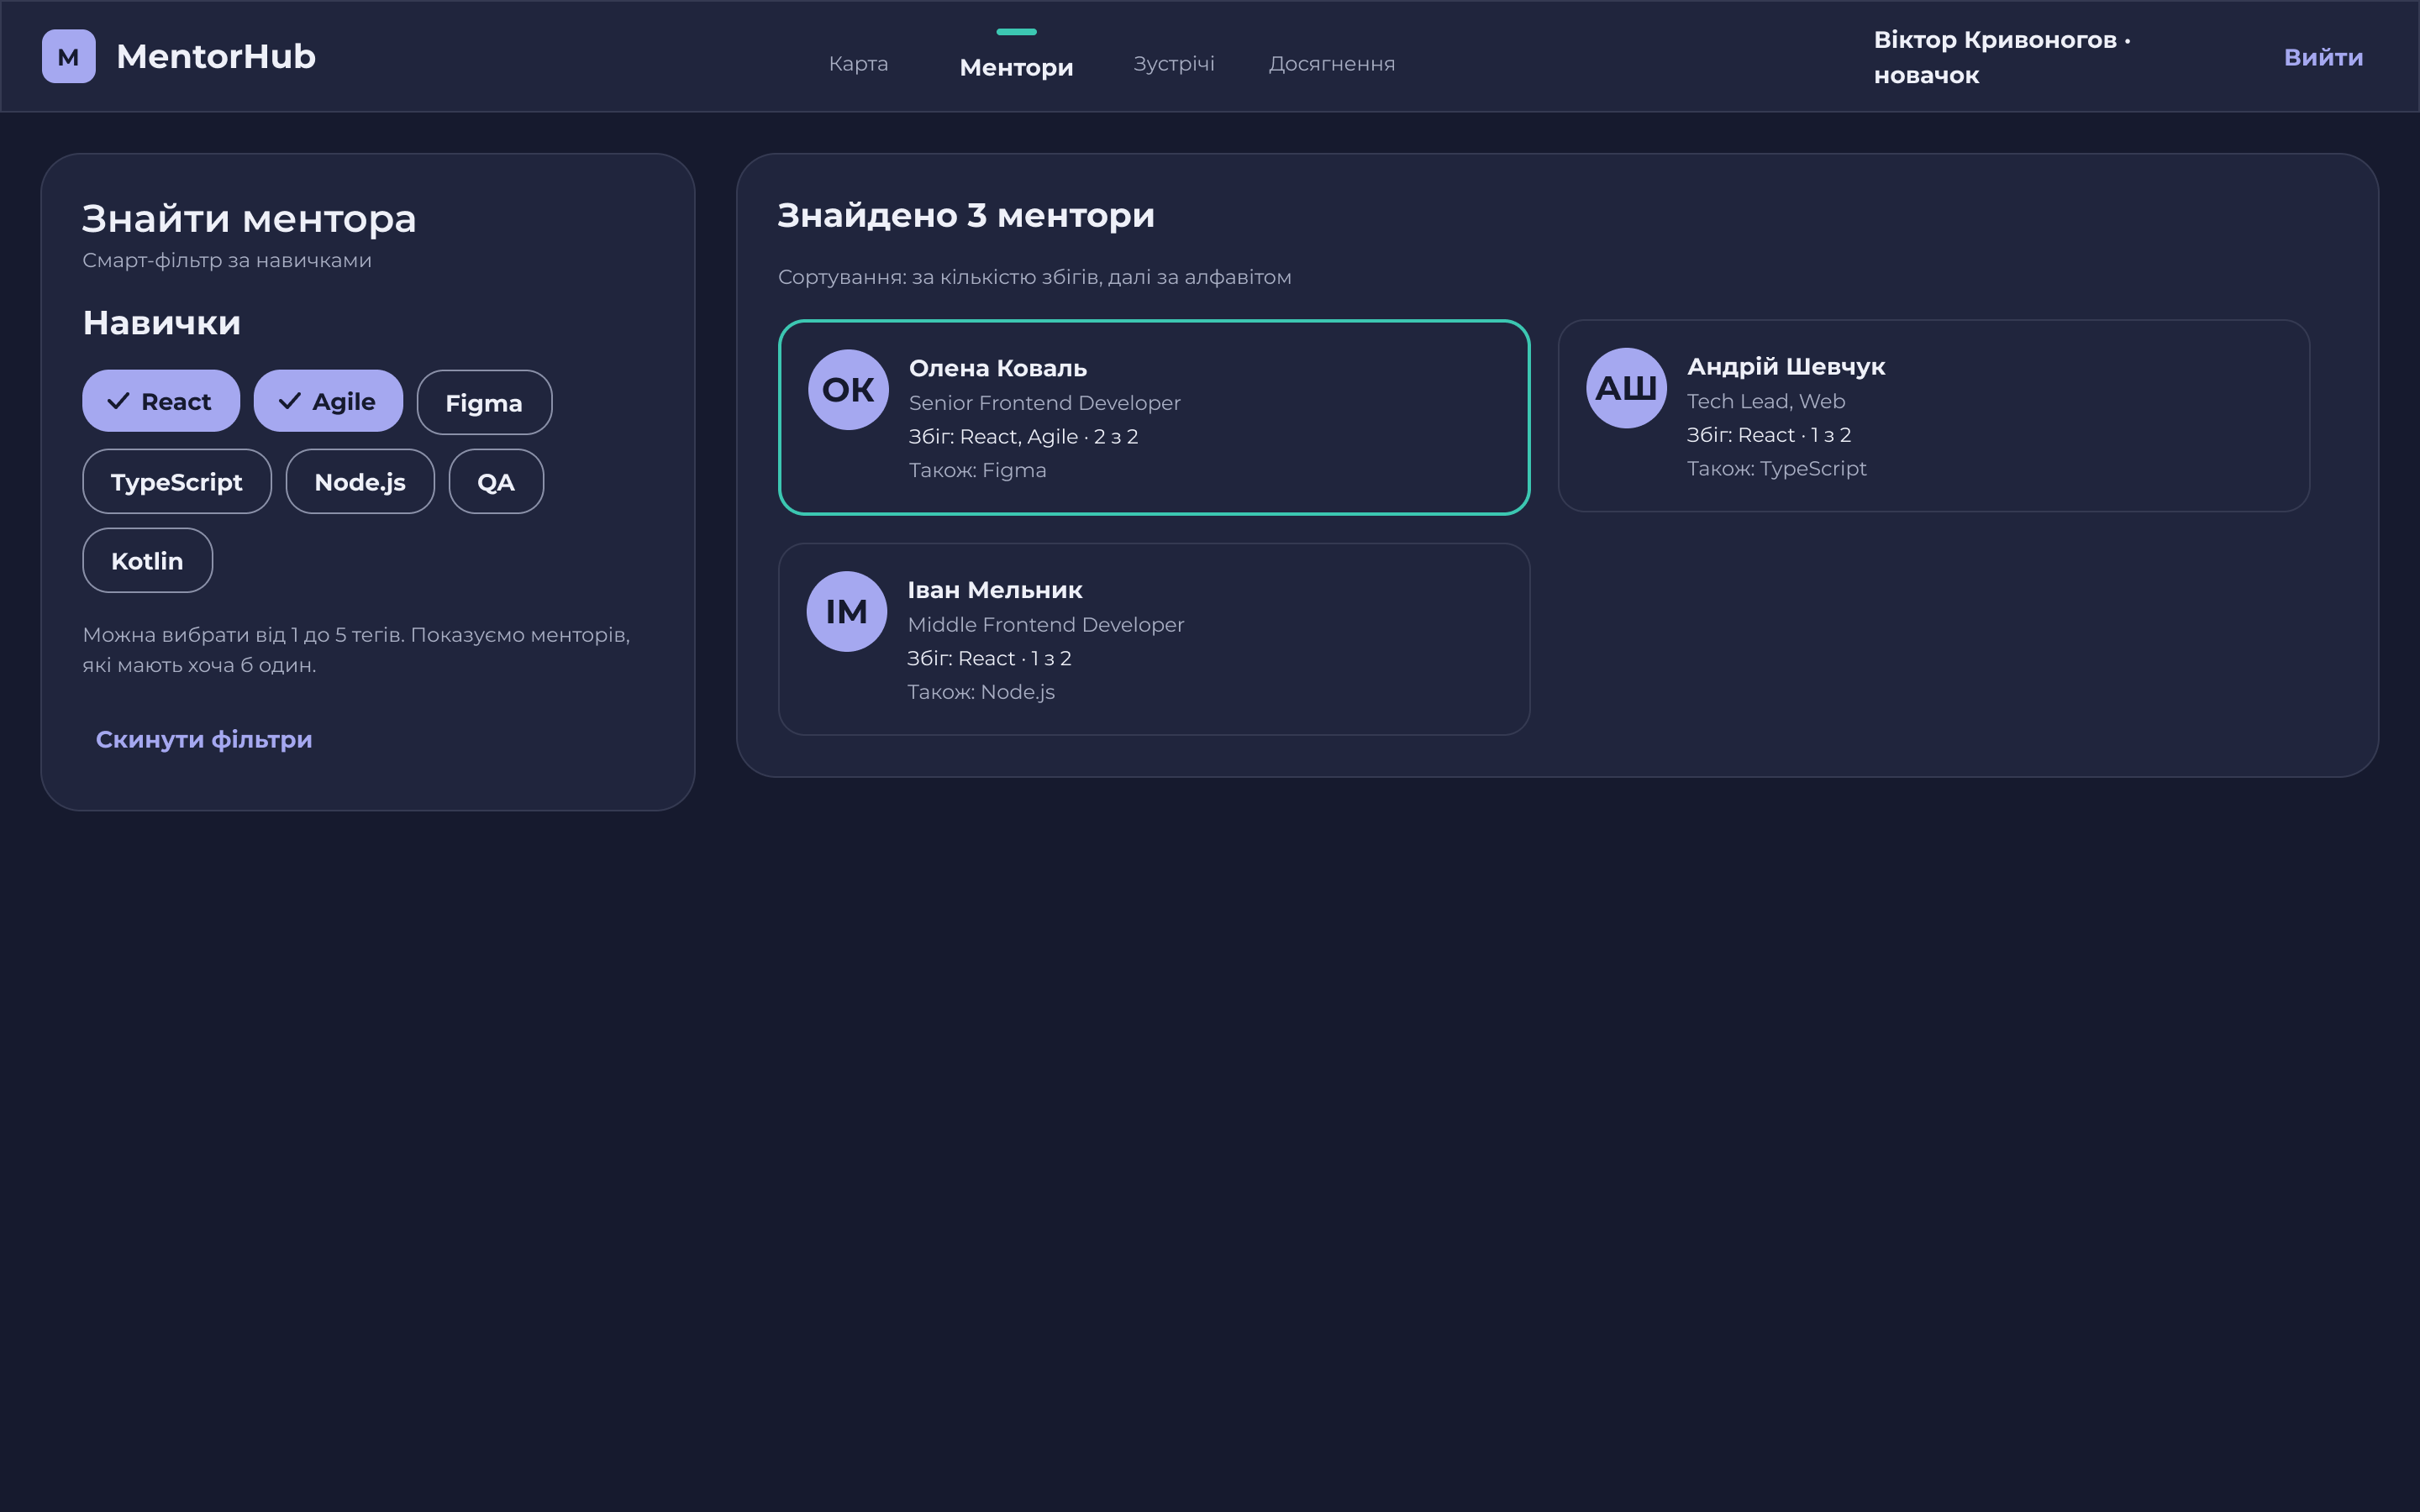 M
MentorHub
Карта
Ментори
Зустрічі
Досягнення
Віктор Кривоногов ·
новачок
Вийти
Знайти ментора
Смарт-фільтр за навичками
Навички
React
Agile
Figma
TypeScript
Node.js
QA
Kotlin
Можна вибрати від 1 до 5 тегів. Показуємо менторів,
які мають хоча б один.
Скинути фільтри
Знайдено 3 ментори
Сортування: за кількістю збігів, далі за алфавітом
ОК
Олена Коваль
Senior Frontend Developer
Збіг: React, Agile · 2 з 2
Також: Figma
АШ
Андрій Шевчук
Tech Lead, Web
Збіг: React · 1 з 2
Також: TypeScript
ІМ
Іван Мельник
Middle Frontend Developer
Збіг: React · 1 з 2
Також: Node.js